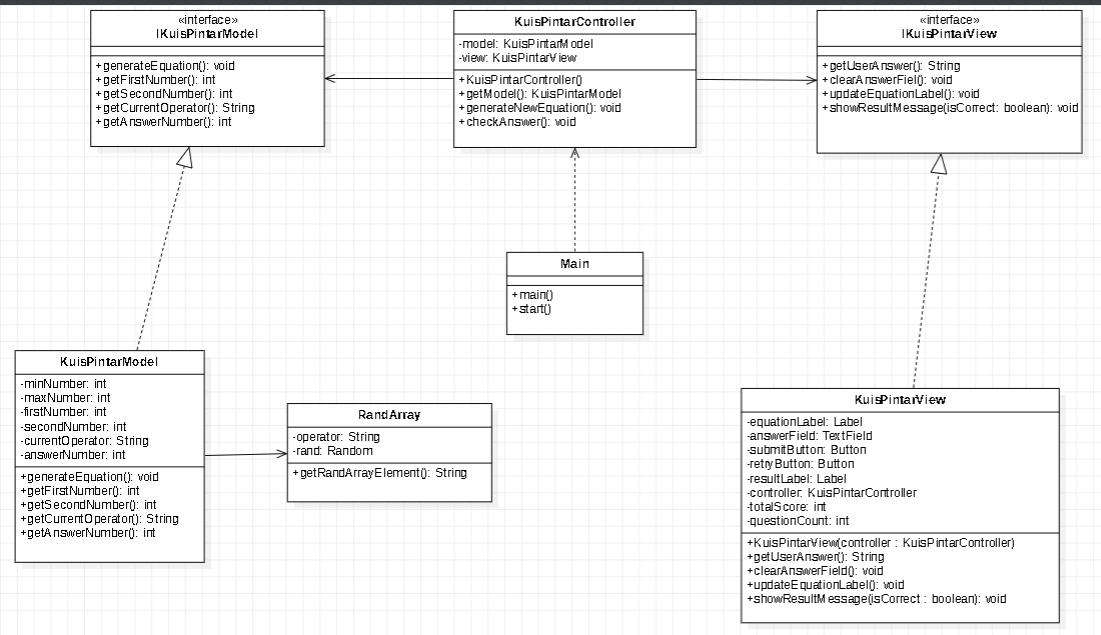 «interface»
IKuisPintarModel
+generateEquation(): void
+getFirstNumber(): int
+getSecondNumber(): int
+getCurrentOperator(): String
+getAnswerNumber(): int
KuisPintarController
-model: KuisPintarModel
-view: KuisPintarView
+KuisPintarController()
+getModel(): KuisPintarModel
+generateNewEquation(): void
+checkAnswer(): void
«interface»
IKuisPintarView
+getUserAnswer(): String
+clearAnswerFiel(): void
+updateEquationLabel(): void
+showResultMessage(isCorrect: boolean): void
Main
+main()
+start()
KuisPintarModel
-minNumber: int
-maxNumber: int
-firstNumber: int
-secondNumber: int
-currentOperator: String
-answerNumber: int
+generateEquation(): void
+getFirstNumber(): int
+getSecondNumber(): int
+getCurrentOperator(): String
+getAnswerNumber(): int
RandArray
-operator: String
-rand: Random
+getRandArrayElement(): String
KuisPintarView
-equationLabel: Label
-answerField: TextField
-submitButton: Button
-retryButton: Button
-resultLabel: Label
-controller: KuisPintarController
-totalScore: int
-questionCount: int
+KuisPintarView(controller : KuisPintarController)
+getUserAnswer(): String
+clearAnswerField(): void
+updateEquationLabel(): void
+showResultMessage(isCorrect : boolean): void